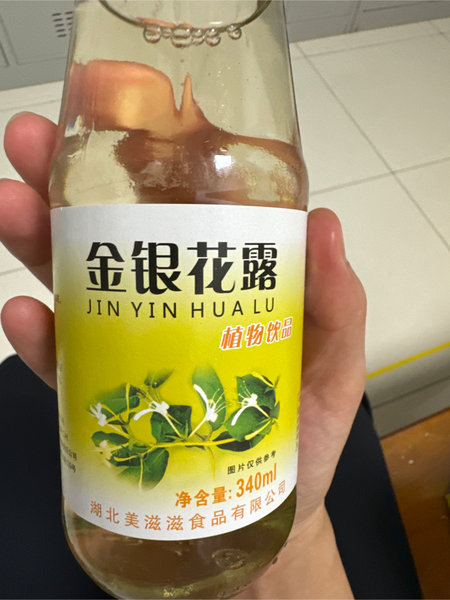 金银花露
JIN YIN HUA LU
植物饮品
图片仅供参考
净含量:340ml
湖北美滋滋食品有限公司